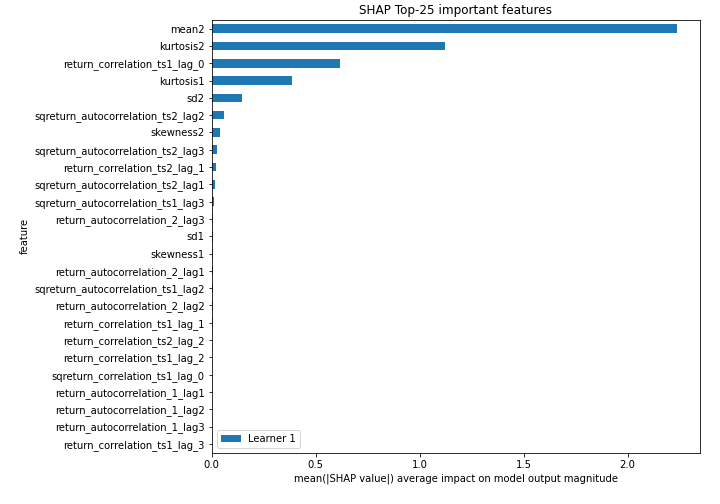 SHAP Top-25 important features
mean2
kurtosis2
return_correlation_ts1_lag_0
kurtosis1
sd2
sqreturn_autocorrelation_ts2_lag2
skewness2
sqreturn_autocorrelation_ts2_lag3
return_correlation_ts2_lag_1
sqreturn_autocorrelation_ts2_lag1
sqreturn_autocorrelation_ts1_lag3
return_autocorrelation_2_lag3
sd1
skewness1
return_autocorrelation_2_lag1
sqreturn_autocorrelation_ts1_lag2
return_autocorrelation_2_lag2
return_correlation_ts1_lag_1
return_correlation_ts2_lag_2
return_correlation_ts1_lag_2
sqreturn_correlation_ts1_lag_0
return_autocorrelation_1_lag1
return_autocorrelation_1_lag2
return_autocorrelation_1_lag3
return_correlation_ts1_lag_3
feature
Learner 1
0.0 0.5 1.0 1.5 2.0
mean(|SHAP value|) average impact on model output magnitude